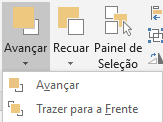 Avançar
Recuar
Painel de
Seleção
Avançar
Trazer para a Frente